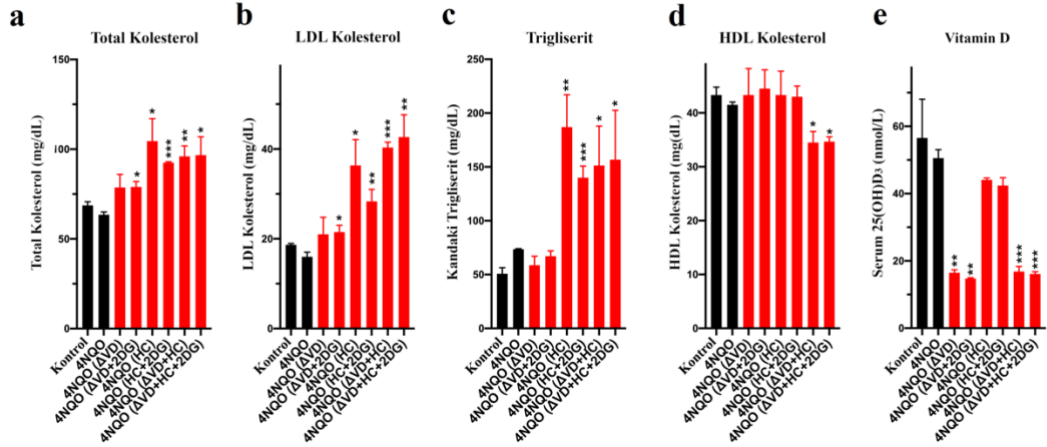 a
Total Kolesterol
Total Kolesterol (mg/dL)
150
100
50
0
*
*
***
**
*
Kontrol
4NQO
4NQO (ΔVD)
4NQO (ΔVD+2DG)
4NQO (HC)
4NQO (HC+2DG)
4NQO (ΔVD+HC)
4NQO (ΔVD+HC+2DG)
b
LDL Kolesterol
LDL Kolesterol (mg/dL)
40
20
0
*
*
**
***
**
Kontrol
4NQO
4NQO (ΔVD)
4NQO (ΔVD+2DG)
4NQO (HC)
4NQO (HC+2DG)
4NQO (ΔVD+HC)
4NQO (ΔVD+HC+2DG)
c
Trigliserit
Kandaki Trigliserit (mg/dL)
250
200
150
100
50
0
**
***
*
*
Kontrol
4NQO
4NQO (ΔVD)
4NQO (ΔVD+2DG)
4NQO (HC)
4NQO (HC+2DG)
4NQO (ΔVD+HC)
4NQO (ΔVD+HC+2DG)
d
HDL Kolesterol
HDL Kolesterol (mg/dL)
40
30
20
10
0
*
*
Kontrol
4NQO
4NQO (ΔVD)
4NQO (ΔVD+2DG)
4NQO (HC)
4NQO (HC+2DG)
4NQO (ΔVD+HC)
4NQO (ΔVD+HC+2DG)
e
Vitamin D
Serum 25(OH)D3 (nmol/L)
60
40
20
0
**
**
***
***
Kontrol
4NQO
4NQO (ΔVD)
4NQO (ΔVD+2DG)
4NQO (HC)
4NQO (HC+2DG)
4NQO (ΔVD+HC)
4NQO (ΔVD+HC+2DG)